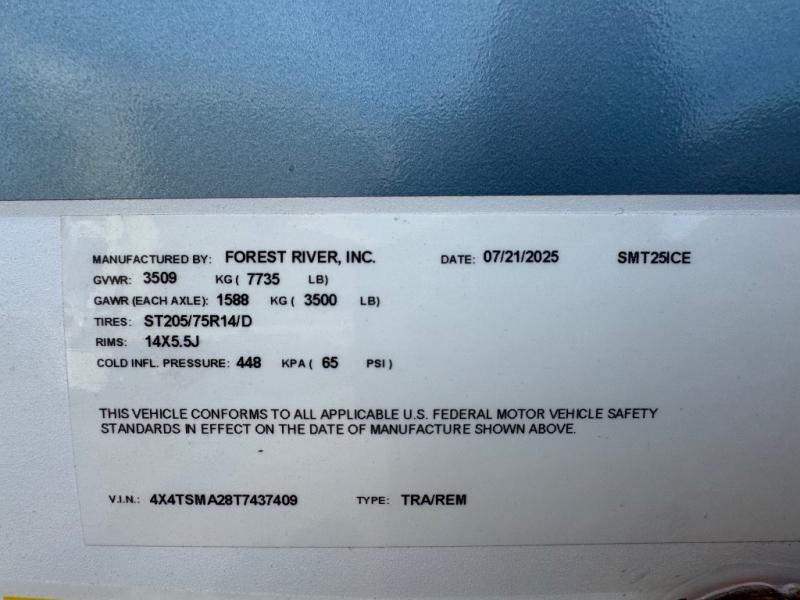 MANUFACTURED BY: FOREST RIVER, INC. DATE: 07/21/2025 SMT25ICE
GVWR: 3509 KG ( 7735 LB)
GAWR (EACH AXLE): 1588 KG ( 3500 LB)
TIRES: ST205/75R14/D
RIMS: 14X5.5J
COLD INFL. PRESSURE: 448 KPA ( 65 PSI )
THIS VEHICLE CONFORMS TO ALL APPLICABLE U.S. FEDERAL MOTOR VEHICLE SAFETY
STANDARDS IN EFFECT ON THE DATE OF MANUFACTURE SHOWN ABOVE.
V.I.N.: 4X4TSMA28T7437409 TYPE: TRA/REM